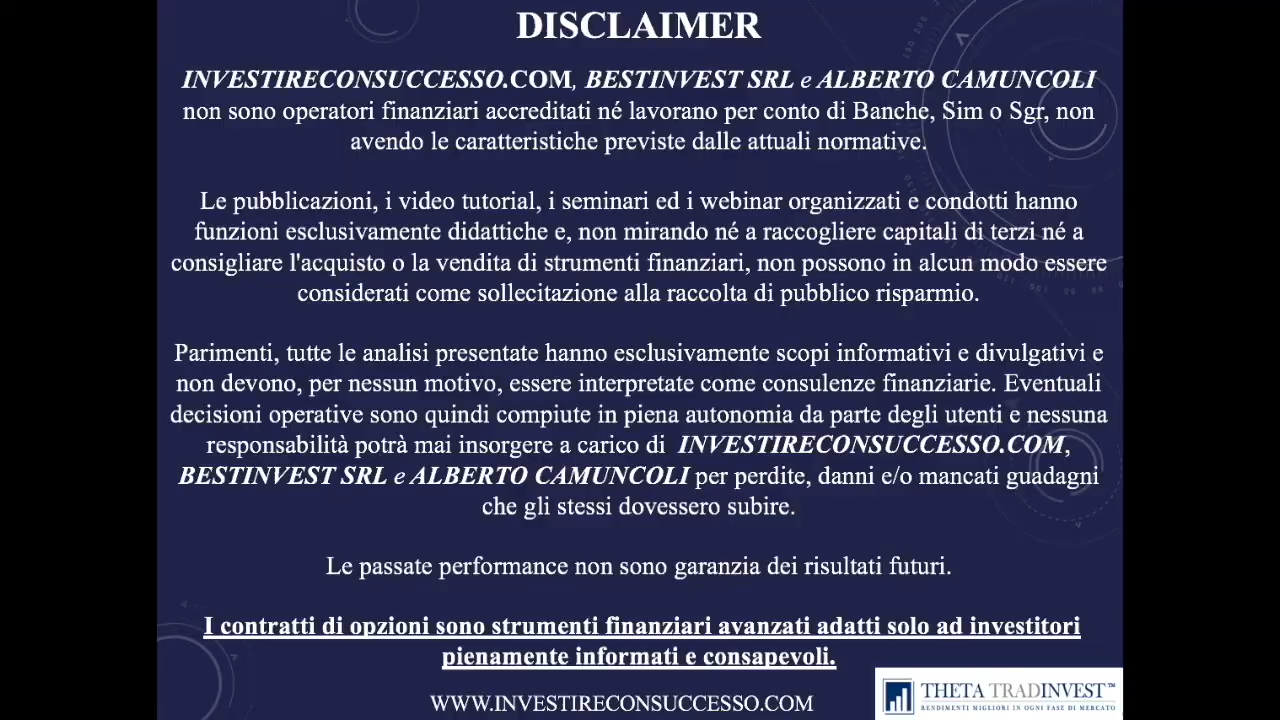 DISCLAIMER
INVESTIRECONSUCCESSO.COM, BESTINVEST SRL e ALBERTO CAMUNCOLI
non sono operatori finanziari accreditati né lavorano per conto di Banche, Sim o Sgr, non
avendo le caratteristiche previste dalle attuali normative.
Le pubblicazioni, i video tutorial, i seminari ed i webinar organizzati e condotti hanno
funzioni esclusivamente didattiche e, non mirando né a raccogliere capitali di terzi né a
consigliare l'acquisto o la vendita di strumenti finanziari, non possono in alcun modo essere
considerati come sollecitazione alla raccolta di pubblico risparmio.
Parimenti, tutte le analisi presentate hanno esclusivamente scopi informativi e divulgativi e
non devono, per nessun motivo, essere interpretate come consulenze finanziarie. Eventuali
decisioni operative sono quindi compiute in piena autonomia da parte degli utenti e nessuna
responsabilità potrà mai insorgere a carico di INVESTIRECONSUCCESSO.COM,
BESTINVEST SRL e ALBERTO CAMUNCOLI per perdite, danni e/o mancati guadagni
che gli stessi dovessero subire.
Le passate performance non sono garanzia dei risultati futuri.
I contratti di opzioni sono strumenti finanziari avanzati adatti solo ad investitori
pienamente informati e consapevoli.
WWW.INVESTIRECONSUCCESSO.COM
THETA TRADINVEST™
RENDIMENTI MIGLIORI IN OGNI FASE DI MERCATO